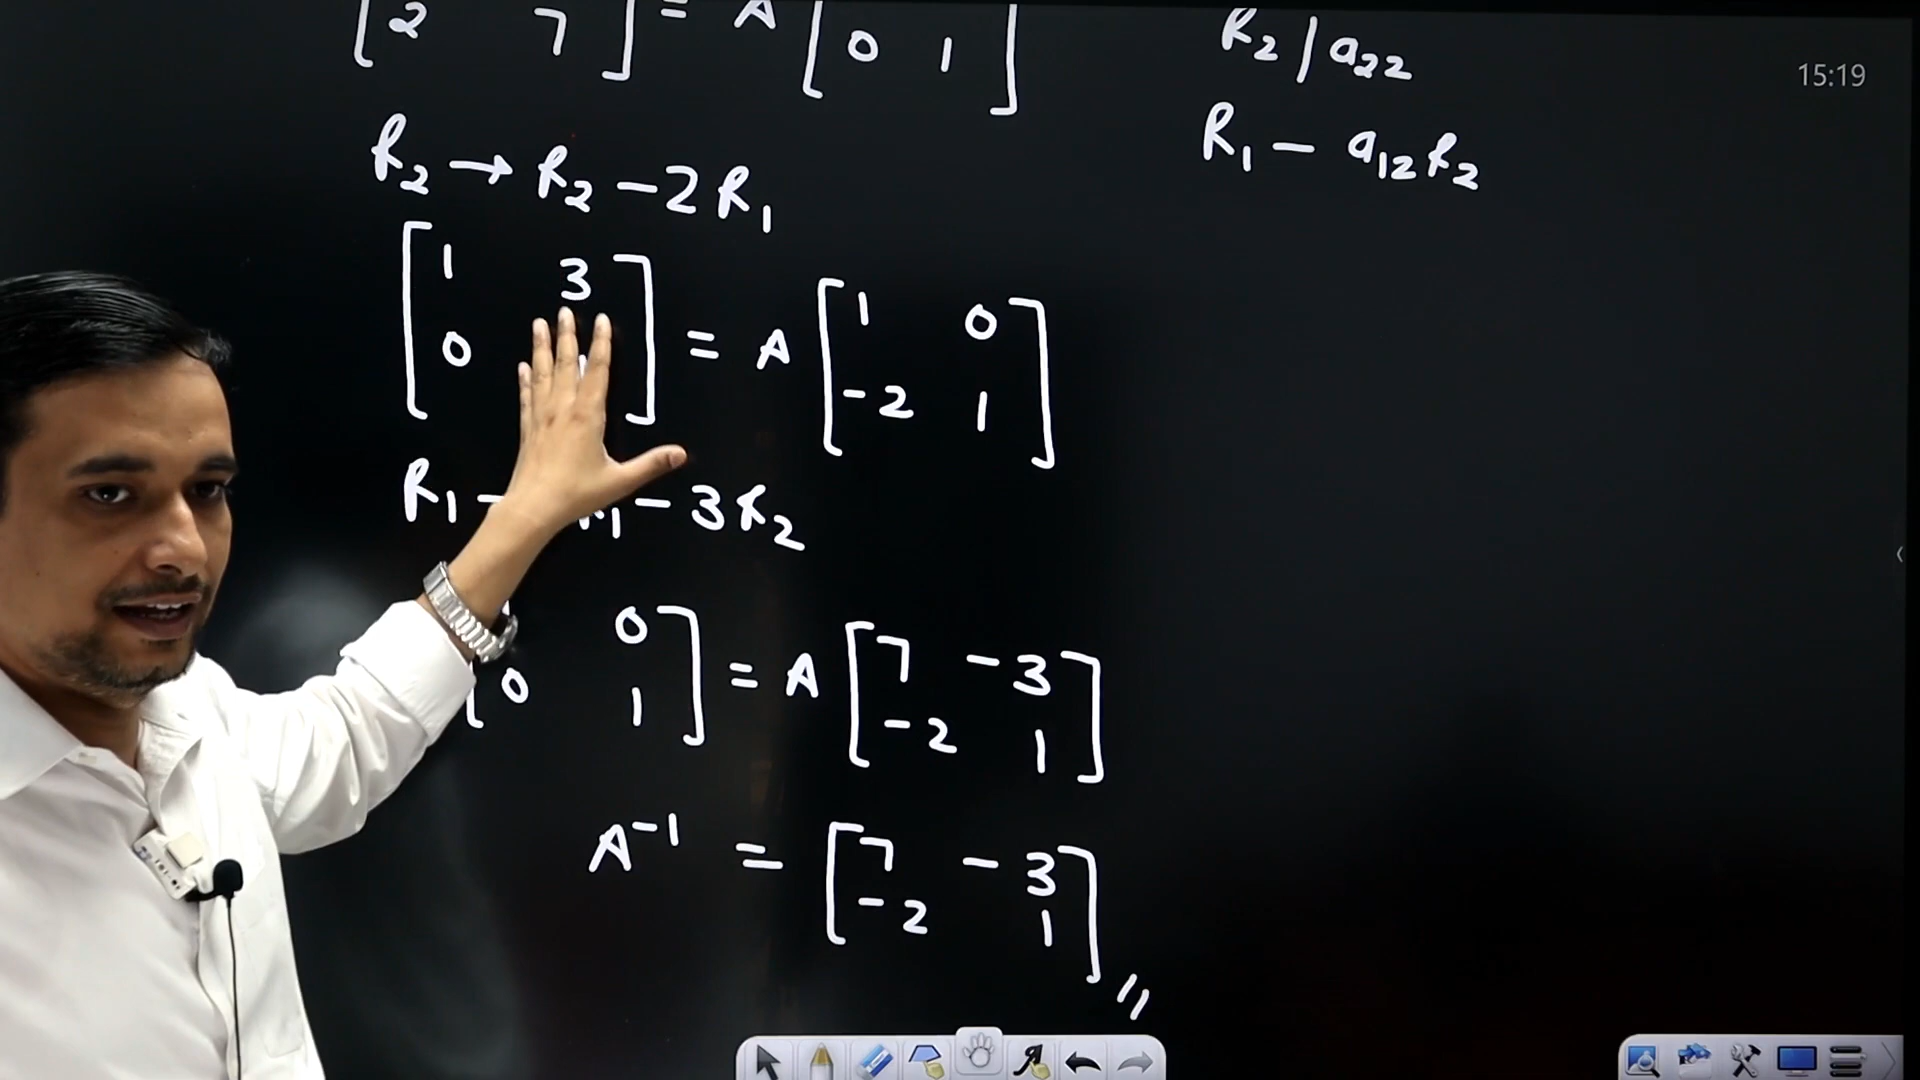 [2 7] = A [0 1]
R2 / a22
15:19
R1 - a12 R2
R2 → R2 - 2R1
[1 3
0 ] = A [1 0
-2 1]
R1 - R1 - 3R2
[ 0
0 1] = A [7 -3
-2 1]
A^-1 = [7 -3
-2 1] //